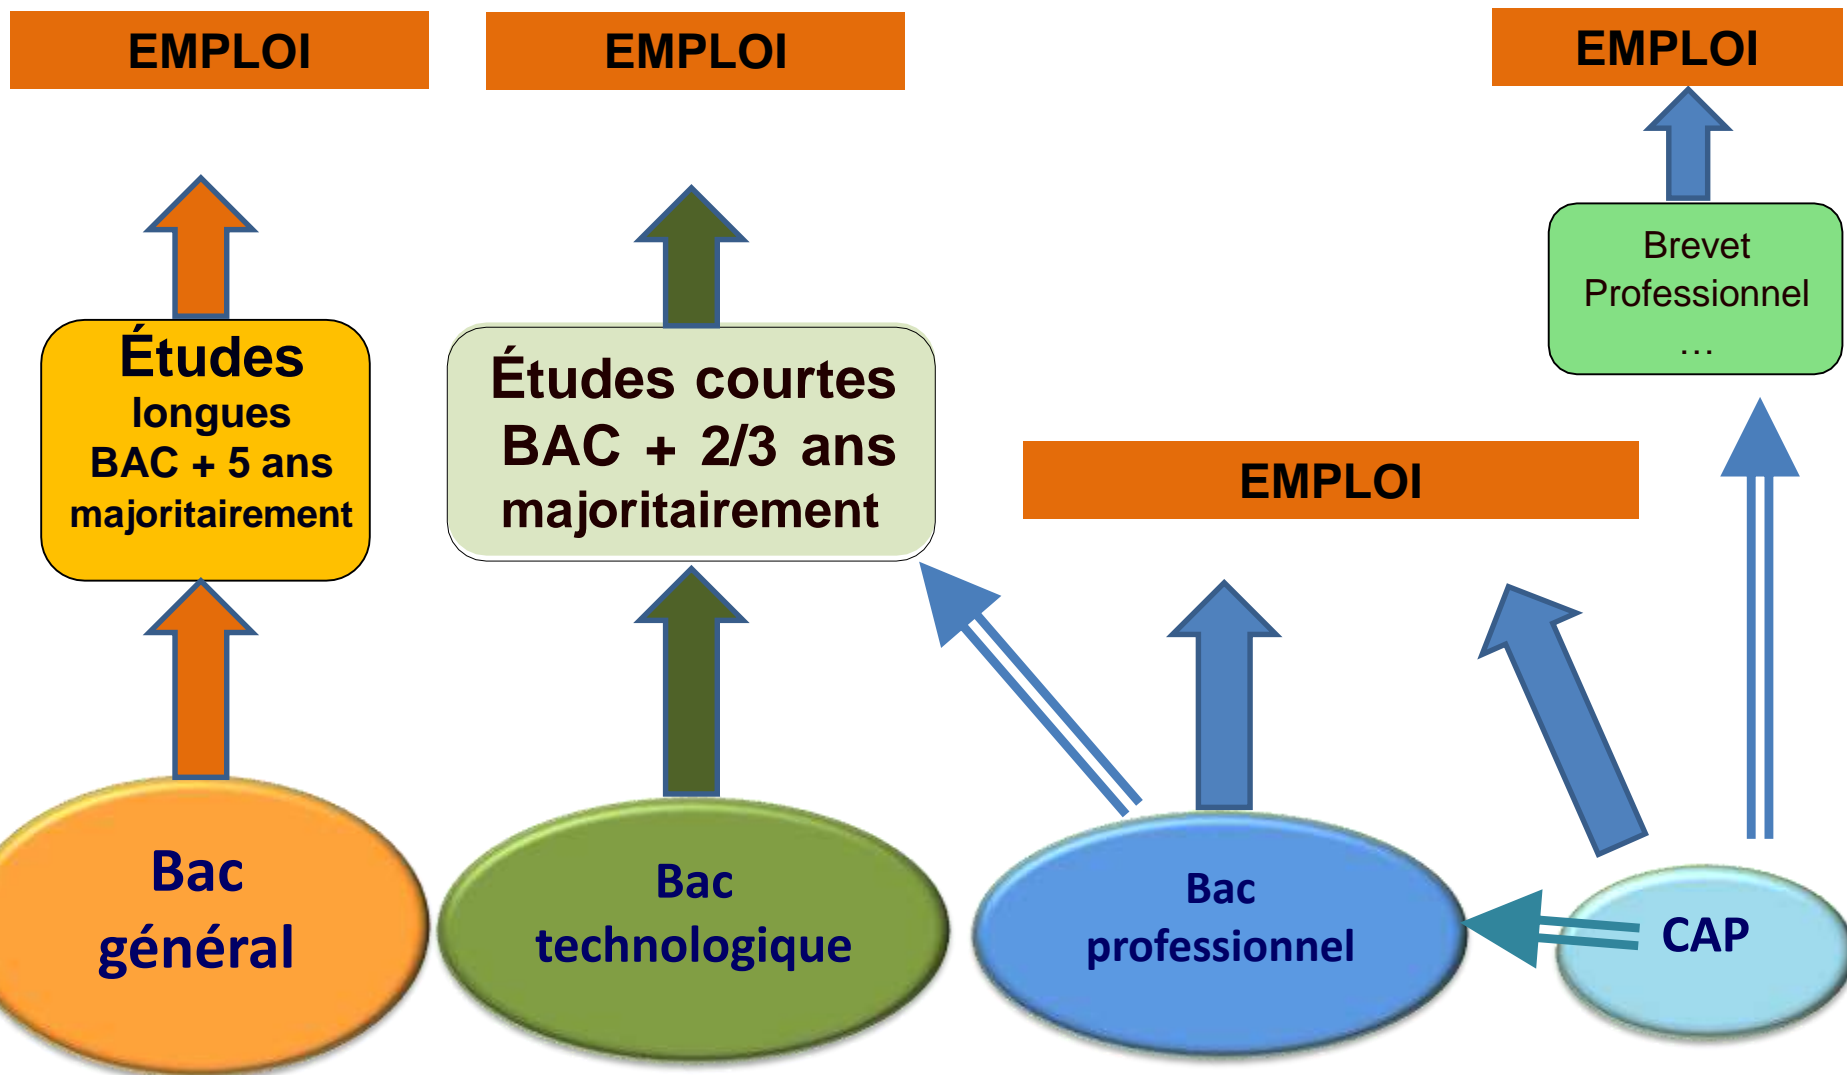 EMPLOI
EMPLOI
EMPLOI
Brevet
Professionnel
…
Études
longues
BAC + 5 ans
majoritairement
Études courtes
BAC + 2/3 ans
majoritairement
EMPLOI
Bac
général
Bac
technologique
Bac
professionnel
CAP